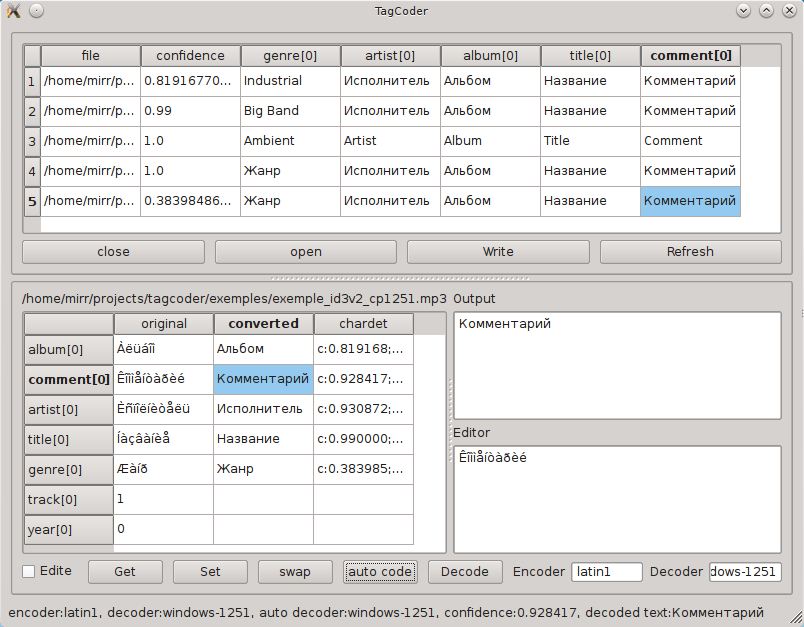 TagCoder
file confidence genre[0] artist[0] album[0] title[0] comment[0]
1 /home/mirr/p... 0.81916770... Industrial Исполнитель Альбом Название Комментарий
2 /home/mirr/p... 0.99 Big Band Исполнитель Альбом Название Комментарий
3 /home/mirr/p... 1.0 Ambient Artist Album Title Comment
4 /home/mirr/p... 1.0 Жанр Исполнитель Альбом Название Комментарий
5 /home/mirr/p... 0.38398486... Жанр Исполнитель Альбом Название Комментарий
close open Write Refresh
/home/mirr/projects/tagcoder/exemples/exemple_id3v2_cp1251.mp3 Output
original converted chardet
Комментарий
album[0] Àëüáîì Альбом c:0.819168;...
comment[0] Êîììåíòàðèé Комментарий c:0.928417;...
artist[0] Èñïîëíèòåëü Исполнитель c:0.930872;...
title[0] Íàçâàíèå Название c:0.990000;...
genre[0] Æàíð Жанр c:0.383985;...
track[0] 1
year[0] 0
Editor
Êîììåíòàðèé
Edite Get Set swap auto code Decode Encoder latin1 Decoder dows-1251
encoder:latin1, decoder:windows-1251, auto decoder:windows-1251, confidence:0.928417, decoded text:Комментарий